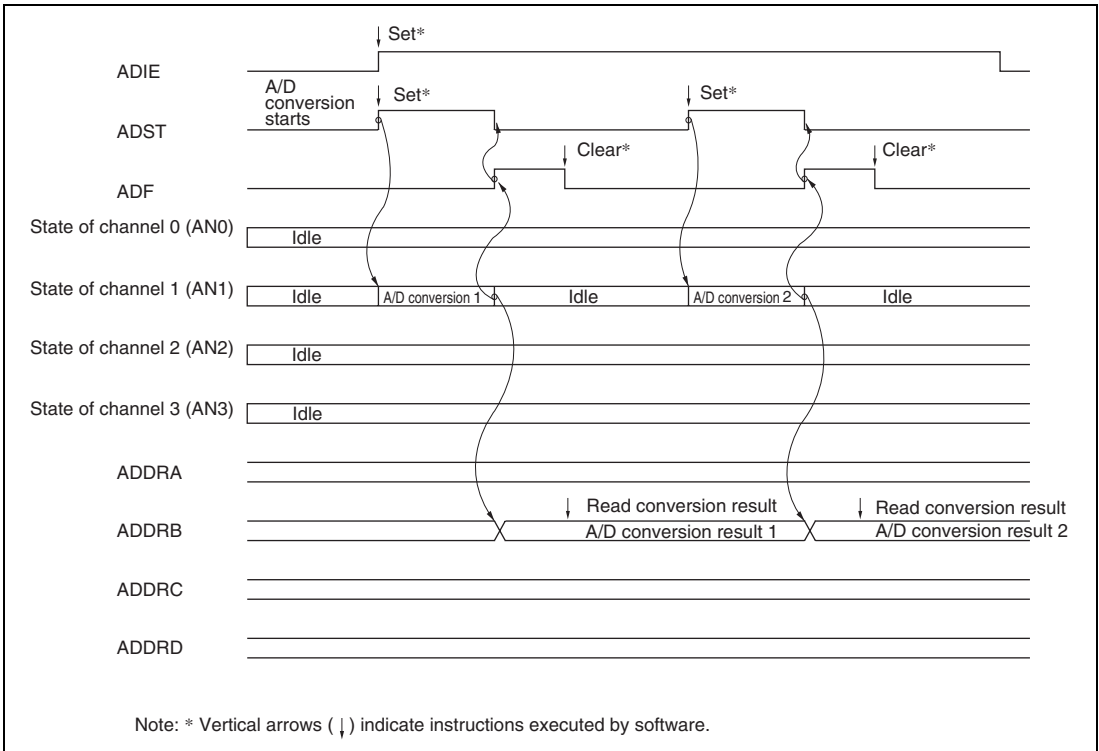 Set*
ADIE
A/D
conversion
starts
Set*
Set*
ADST
Clear*
Clear*
ADF
State of channel 0 (AN0)
Idle
State of channel 1 (AN1)
Idle
A/D conversion 1
Idle
A/D conversion 2
Idle
State of channel 2 (AN2)
Idle
State of channel 3 (AN3)
Idle
ADDRA
Read conversion result
Read conversion result
ADDRB
A/D conversion result 1
A/D conversion result 2
ADDRC
ADDRD
Note: * Vertical arrows (↓) indicate instructions executed by software.